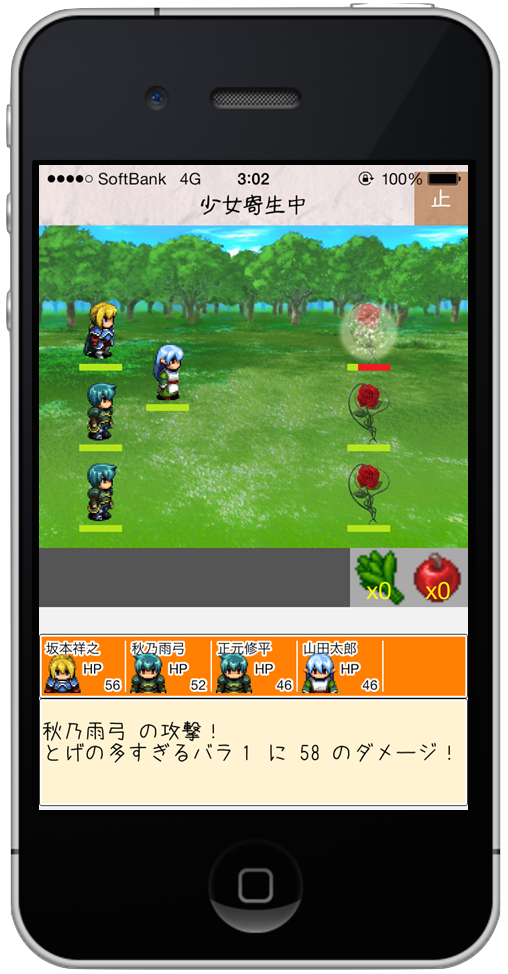 SoftBank 4G 3:02 100%
少女寄生中
止
x0 x0
坂本祥之 秋乃雨弓 正元修平 山田太郎
HP HP HP HP
56 52 46 46
秋乃雨弓 の攻撃！
とげの多すぎるバラ1 に 58 のダメージ！